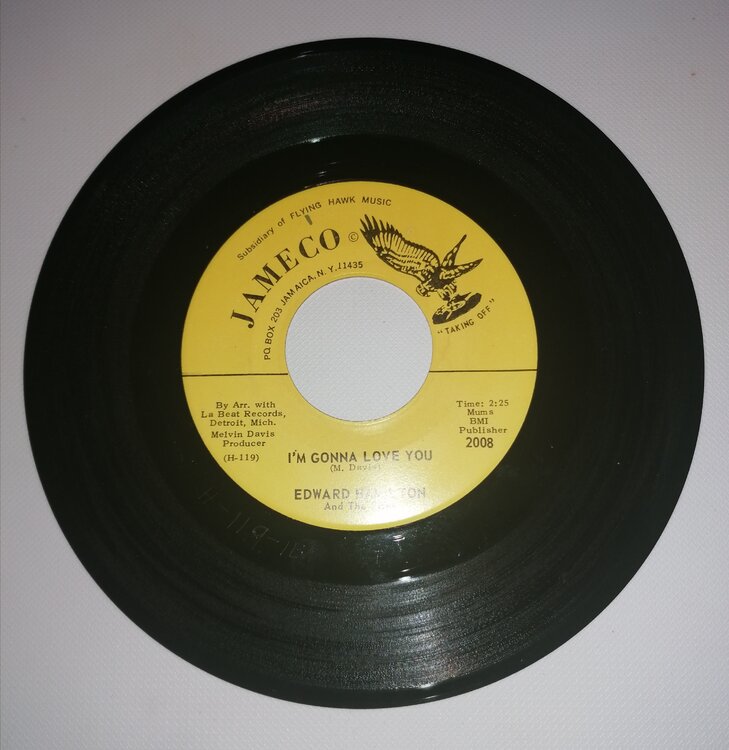 Subsidiary of FLYING HAWK MUSIC
JAMECO ©
P.O. BOX 203 JAMAICA, N.Y. 11435
"TAKING OFF"
By Arr. with
La Beat Records,
Detroit, Mich.
Melvin Davis
Producer
(H-119)
Time: 2:25
Mums
BMI
Publisher
2008
I'M GONNA LOVE YOU
(M. Davis)
EDWARD HAMILTON
And The